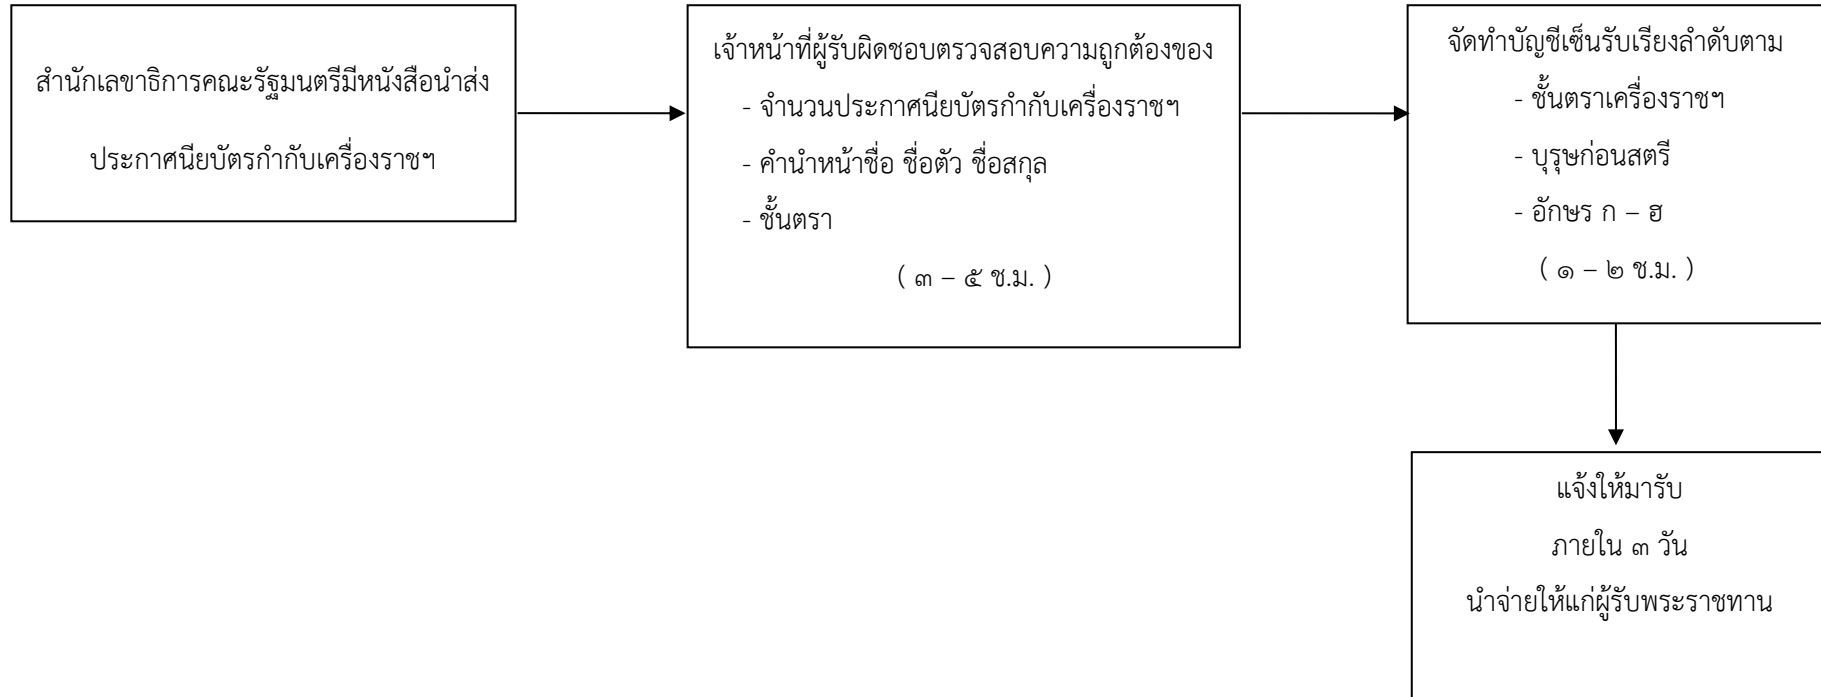 สำนักเลขาธิการคณะรัฐมนตรีมีหนังสือนำส่ง
ประกาศนียบัตรกำกับเครื่องราชฯ
เจ้าหน้าที่ผู้รับผิดชอบตรวจสอบความถูกต้องของ
- จำนวนประกาศนียบัตรกำกับเครื่องราชฯ
- คำนำหน้าชื่อ ชื่อตัว ชื่อสกุล
- ชั้นตรา
( ๓ – ๕ ช.ม. )
จัดทำบัญชีเซ็นรับเรียงลำดับตาม
- ชั้นตราเครื่องราชฯ
- บุรุษก่อนสตรี
- อักษร ก – ฮ
( ๑ – ๒ ช.ม. )
แจ้งให้มารับ
ภายใน ๓ วัน
นำจ่ายให้แก่ผู้รับพระราชทาน